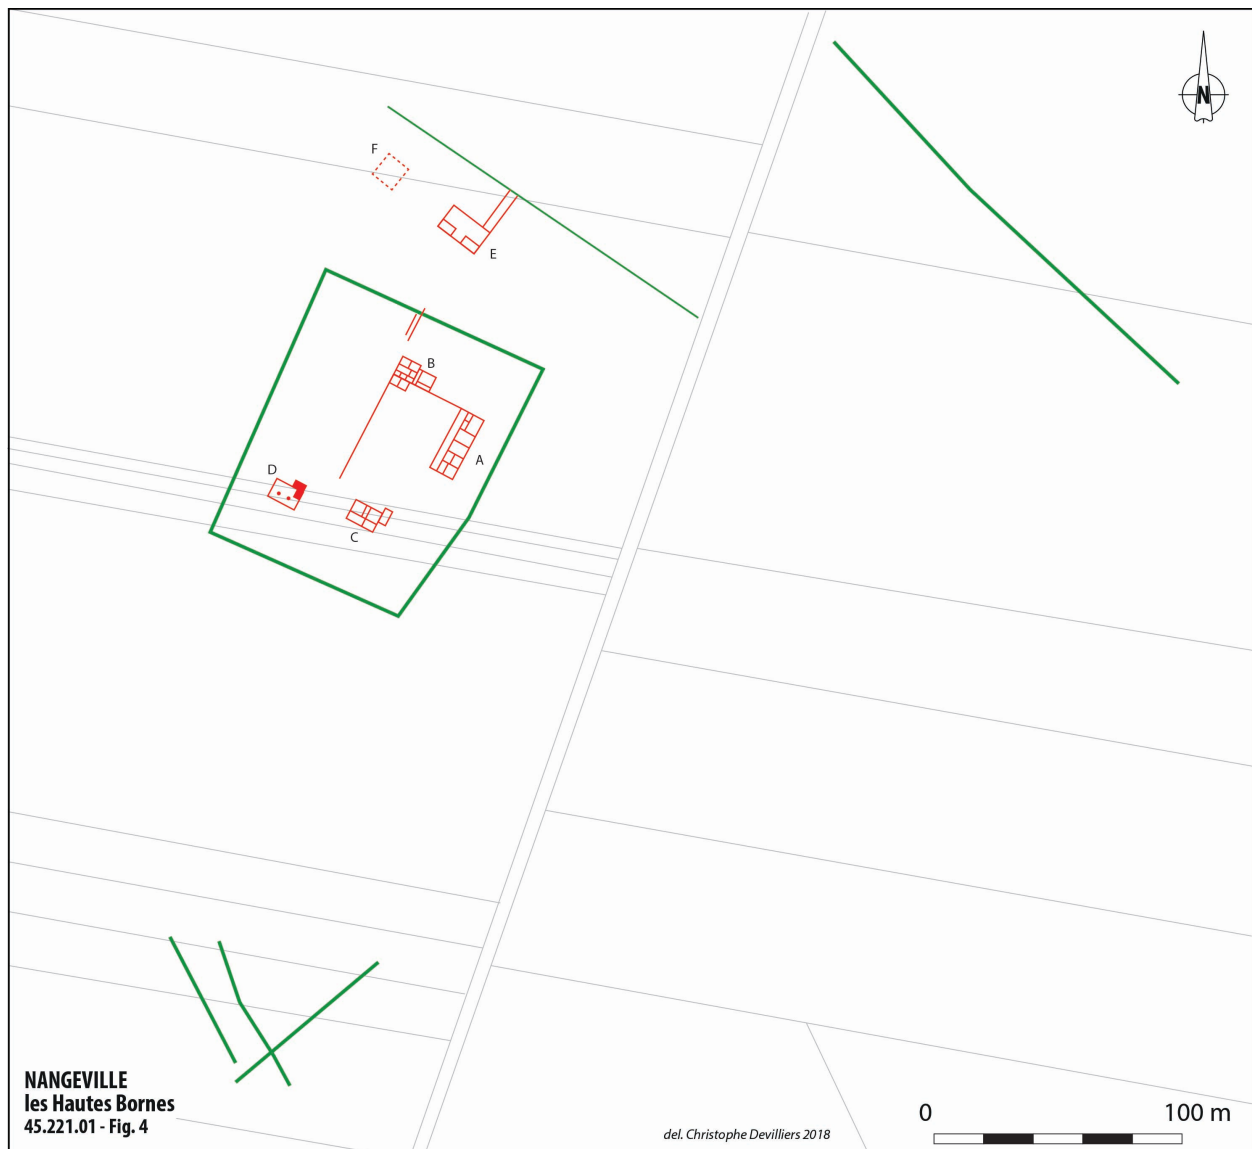 N
F
E
B
A
D
C
NANGEVILLE
les Hautes Bornes
45.221.01 - Fig. 4
del. Christophe Devilliers 2018
0 100 m